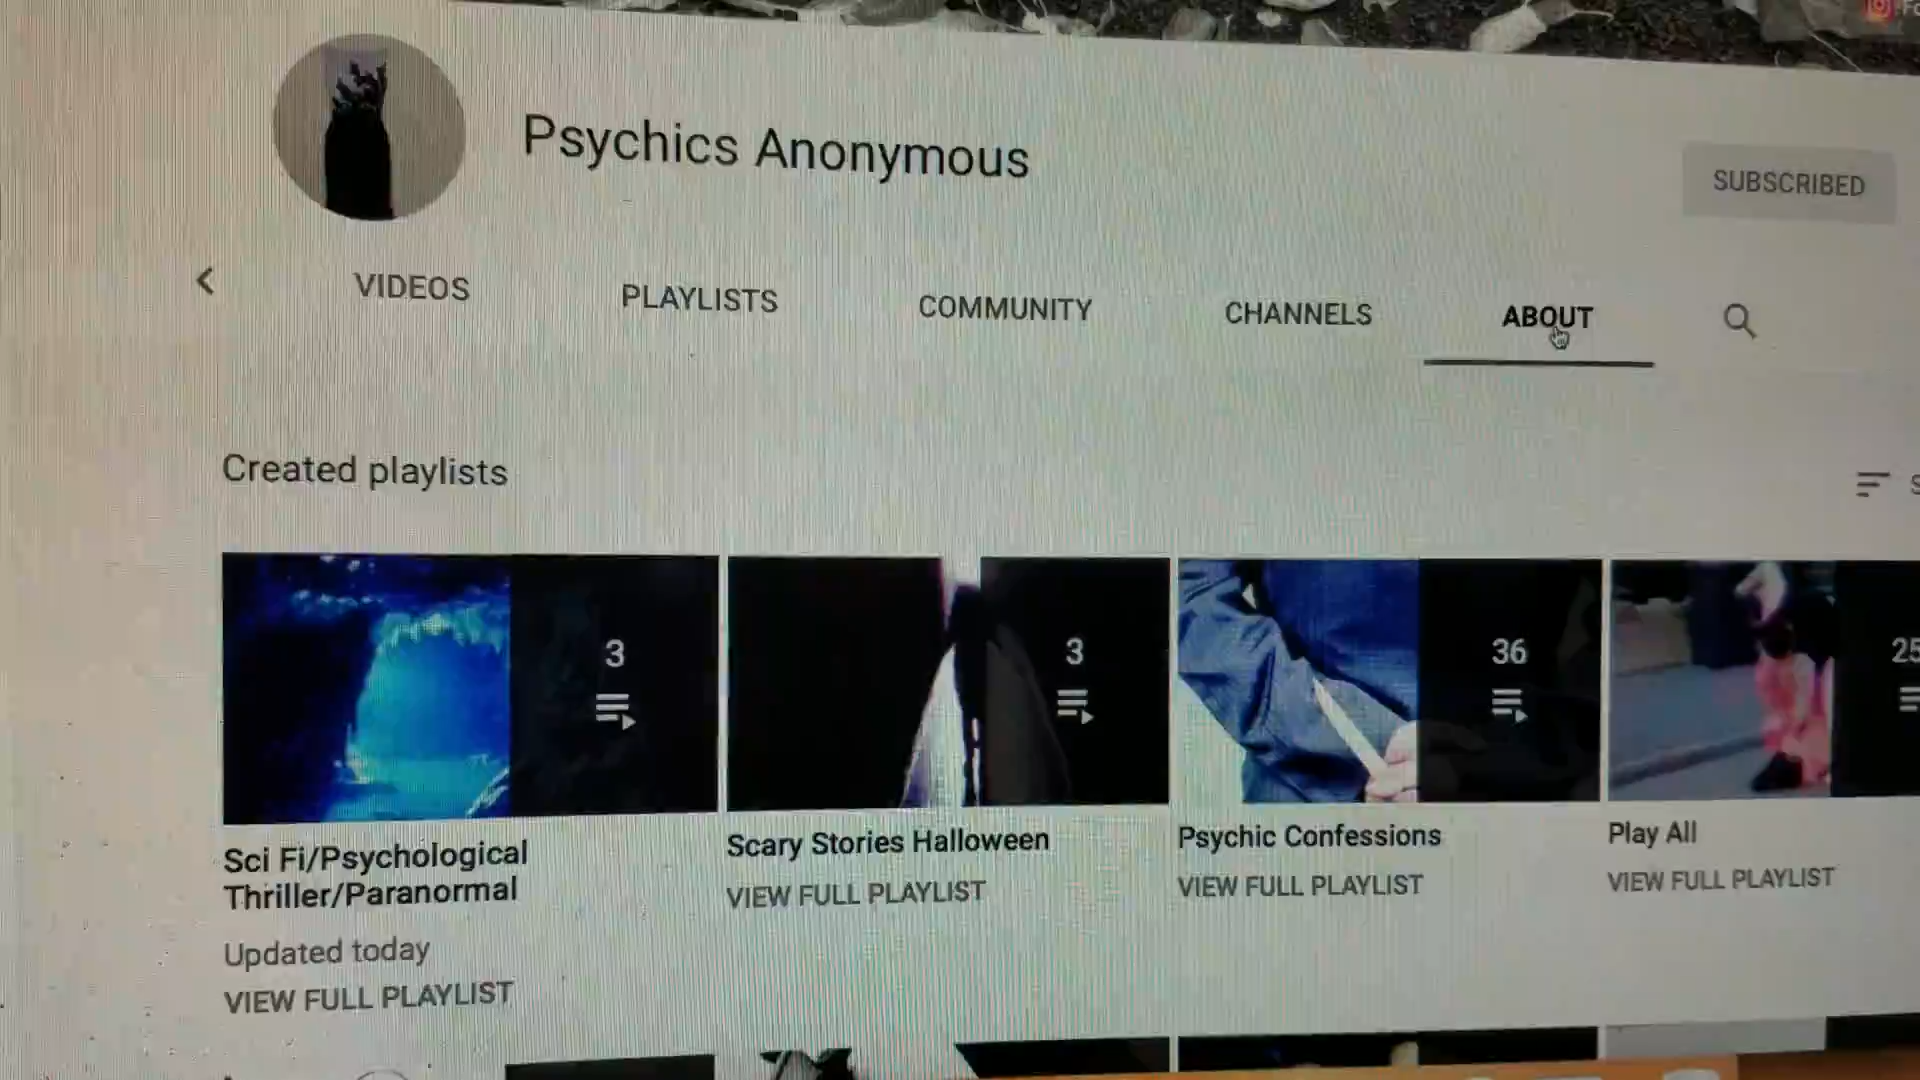 Psychics Anonymous
SUBSCRIBED
VIDEOS PLAYLISTS COMMUNITY CHANNELS ABOUT
Created playlists
3 3 36 25
Sci Fi/Psychological
Thriller/Paranormal
Updated today
VIEW FULL PLAYLIST
Scary Stories Halloween
VIEW FULL PLAYLIST
Psychic Confessions
VIEW FULL PLAYLIST
Play All
VIEW FULL PLAYLIST